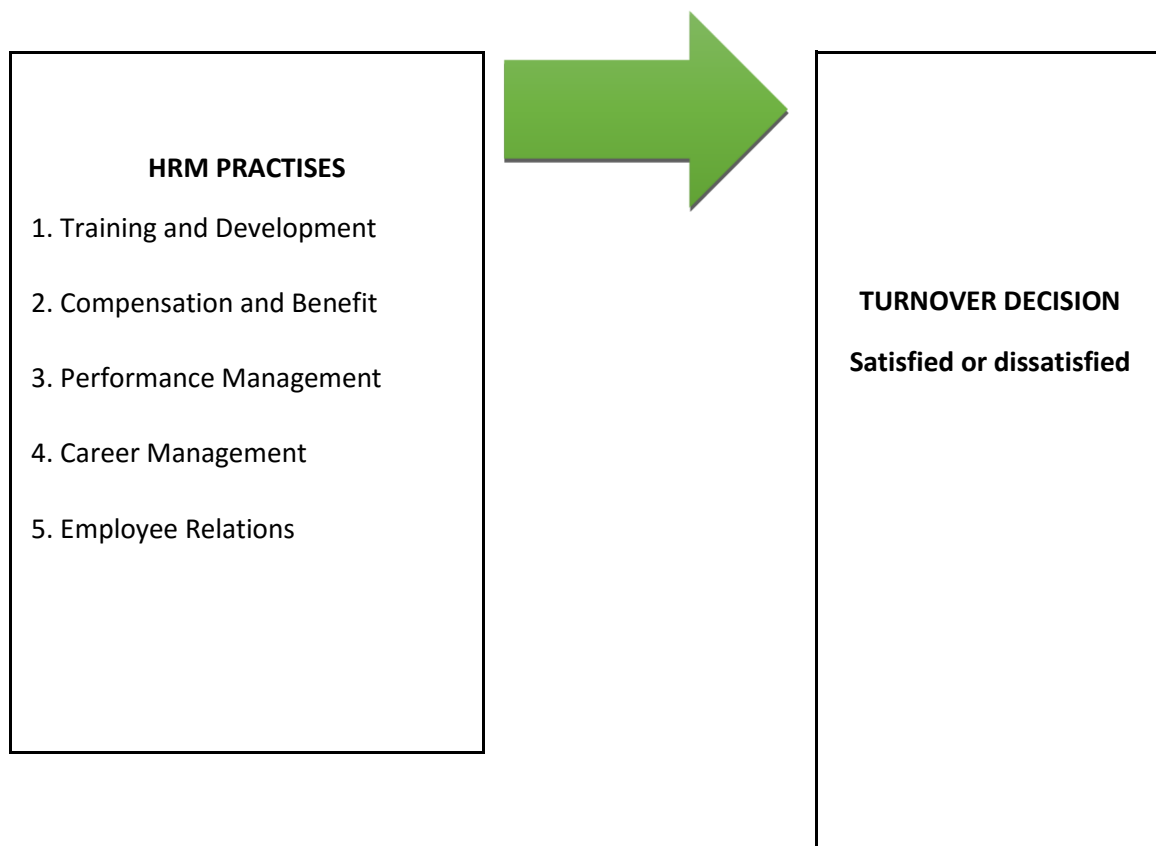 HRM PRACTISES
1. Training and Development
2. Compensation and Benefit
3. Performance Management
4. Career Management
5. Employee Relations
TURNOVER DECISION
Satisfied or dissatisfied